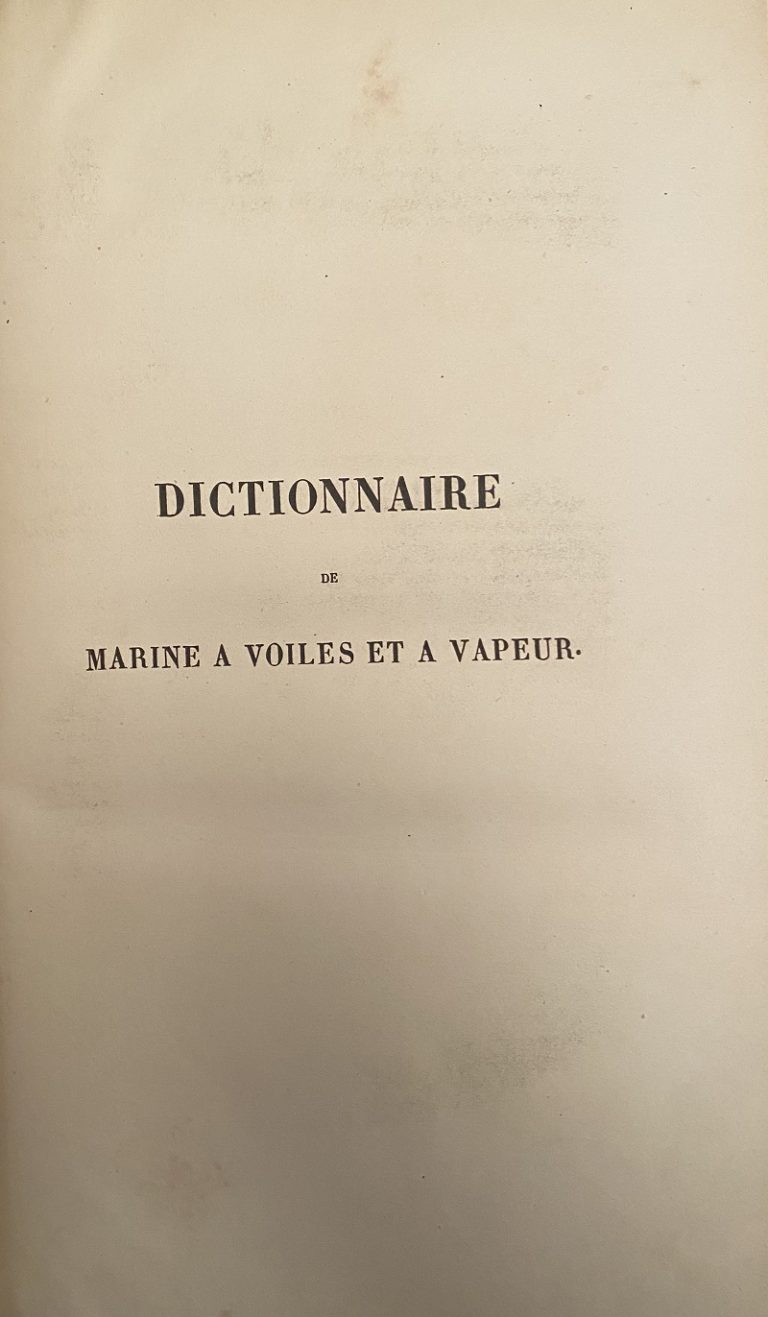 DICTIONNAIRE
DE
MARINE A VOILES ET A VAPEUR.